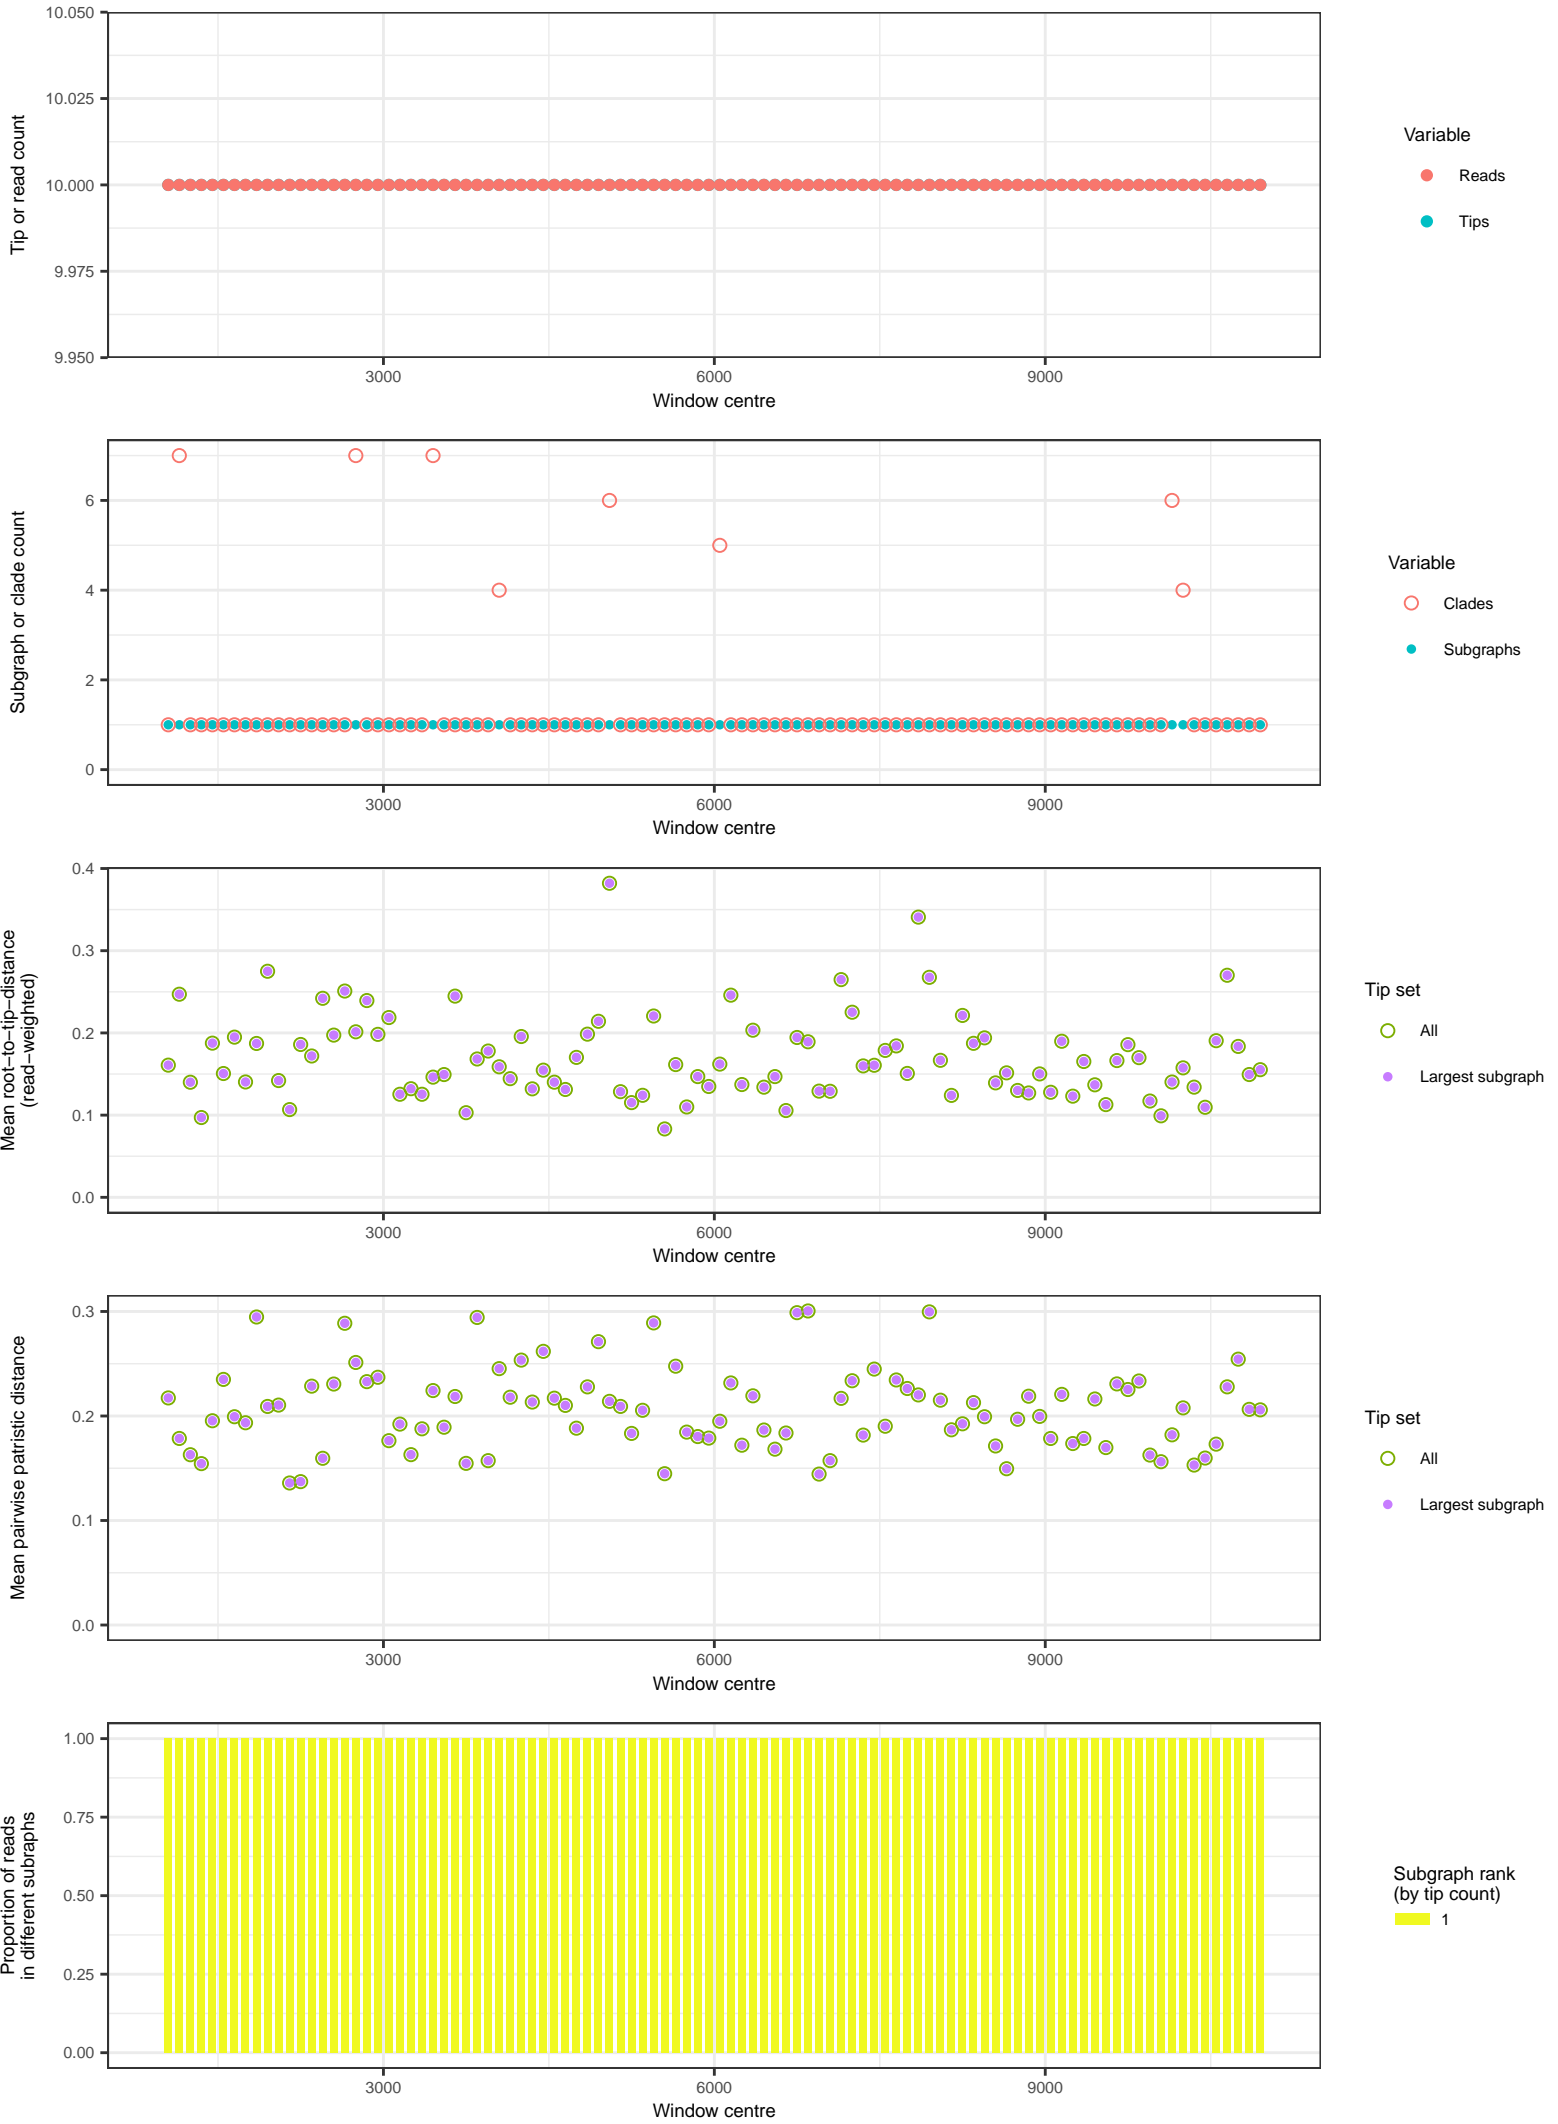 10.050
10.025
10.000
9.975
9.950
Tip or read count
3000
6000
9000
Window centre
Variable
Reads
Tips
6
4
2
0
Subgraph or clade count
3000
6000
9000
Window centre
Variable
Clades
Subgraphs
0.4
0.3
0.2
0.1
0.0
Mean root−to−tip−distance
(read−weighted)
3000
6000
9000
Window centre
Tip set
All
Largest subgraph
0.3
0.2
0.1
0.0
Mean pairwise patristic distance
3000
6000
9000
Window centre
Tip set
All
Largest subgraph
1.00
0.75
0.50
0.25
0.00
Proportion of reads
in different subraphs
3000
6000
9000
Window centre
Subgraph rank
(by tip count)
1